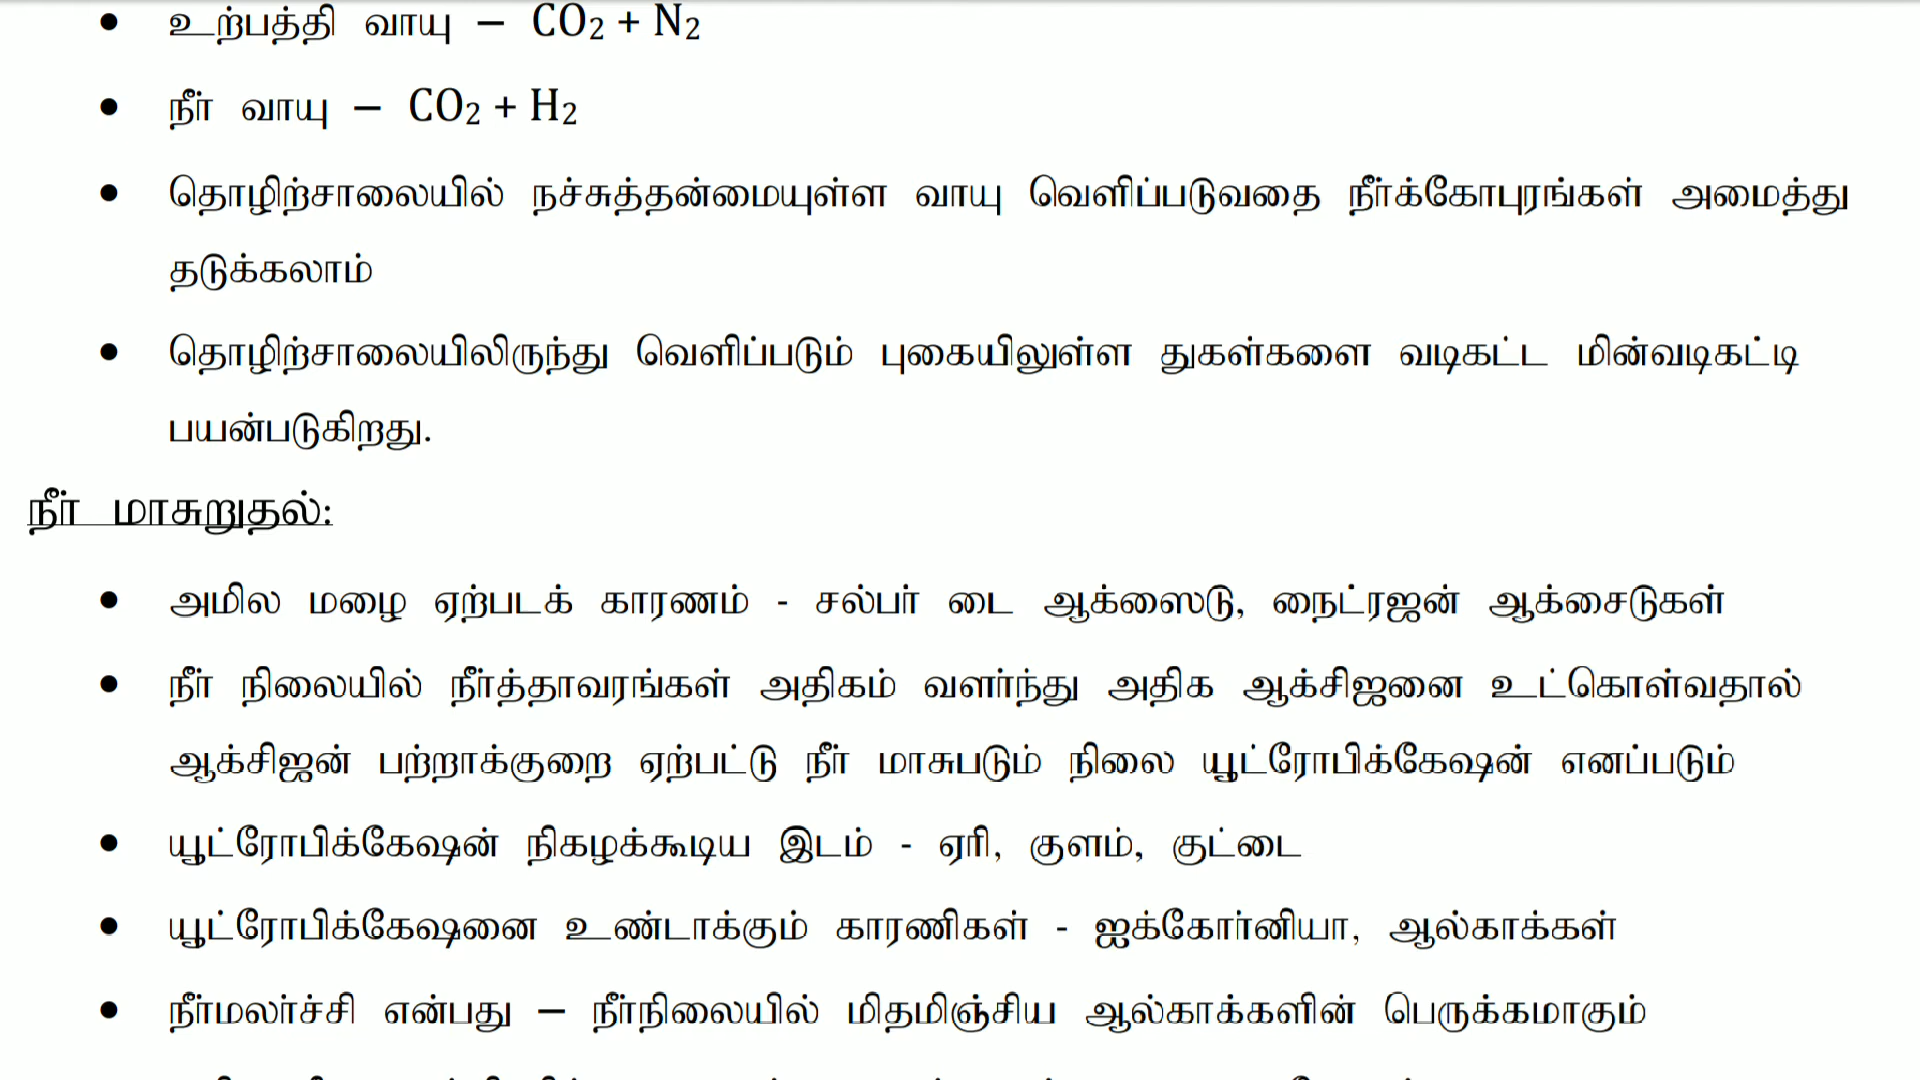 • உற்பத்தி வாயு – CO₂ + N₂
• நீர் வாயு – CO₂ + H₂
• தொழிற்சாலையில் நச்சுத்தன்மையுள்ள வாயு வெளிப்படுவதை நீர்க்கோபுரங்கள் அமைத்து
தடுக்கலாம்
• தொழிற்சாலையிலிருந்து வெளிப்படும் புகையிலுள்ள துகள்களை வடிகட்ட மின்வடிகட்டி
பயன்படுகிறது.
நீர் மாசுறுதல்:
• அமில மழை ஏற்படக் காரணம் - சல்பர் டை ஆக்ஸைடு, நைட்ரஜன் ஆக்சைடுகள்
• நீர் நிலையில் நீர்த்தாவரங்கள் அதிகம் வளர்ந்து அதிக ஆக்சிஜனை உட்கொள்வதால்
ஆக்சிஜன் பற்றாக்குறை ஏற்பட்டு நீர் மாசுபடும் நிலை யூட்ரோபிக்கேஷன் எனப்படும்
• யூட்ரோபிக்கேஷன் நிகழக்கூடிய இடம் - ஏரி, குளம், குட்டை
• யூட்ரோபிக்கேஷனை உண்டாக்கும் காரணிகள் - ஐக்கோர்னியா, ஆல்காக்கள்
• நீர்மலர்ச்சி என்பது – நீர்நிலையில் மிதமிஞ்சிய ஆல்காக்களின் பெருக்கமாகும்